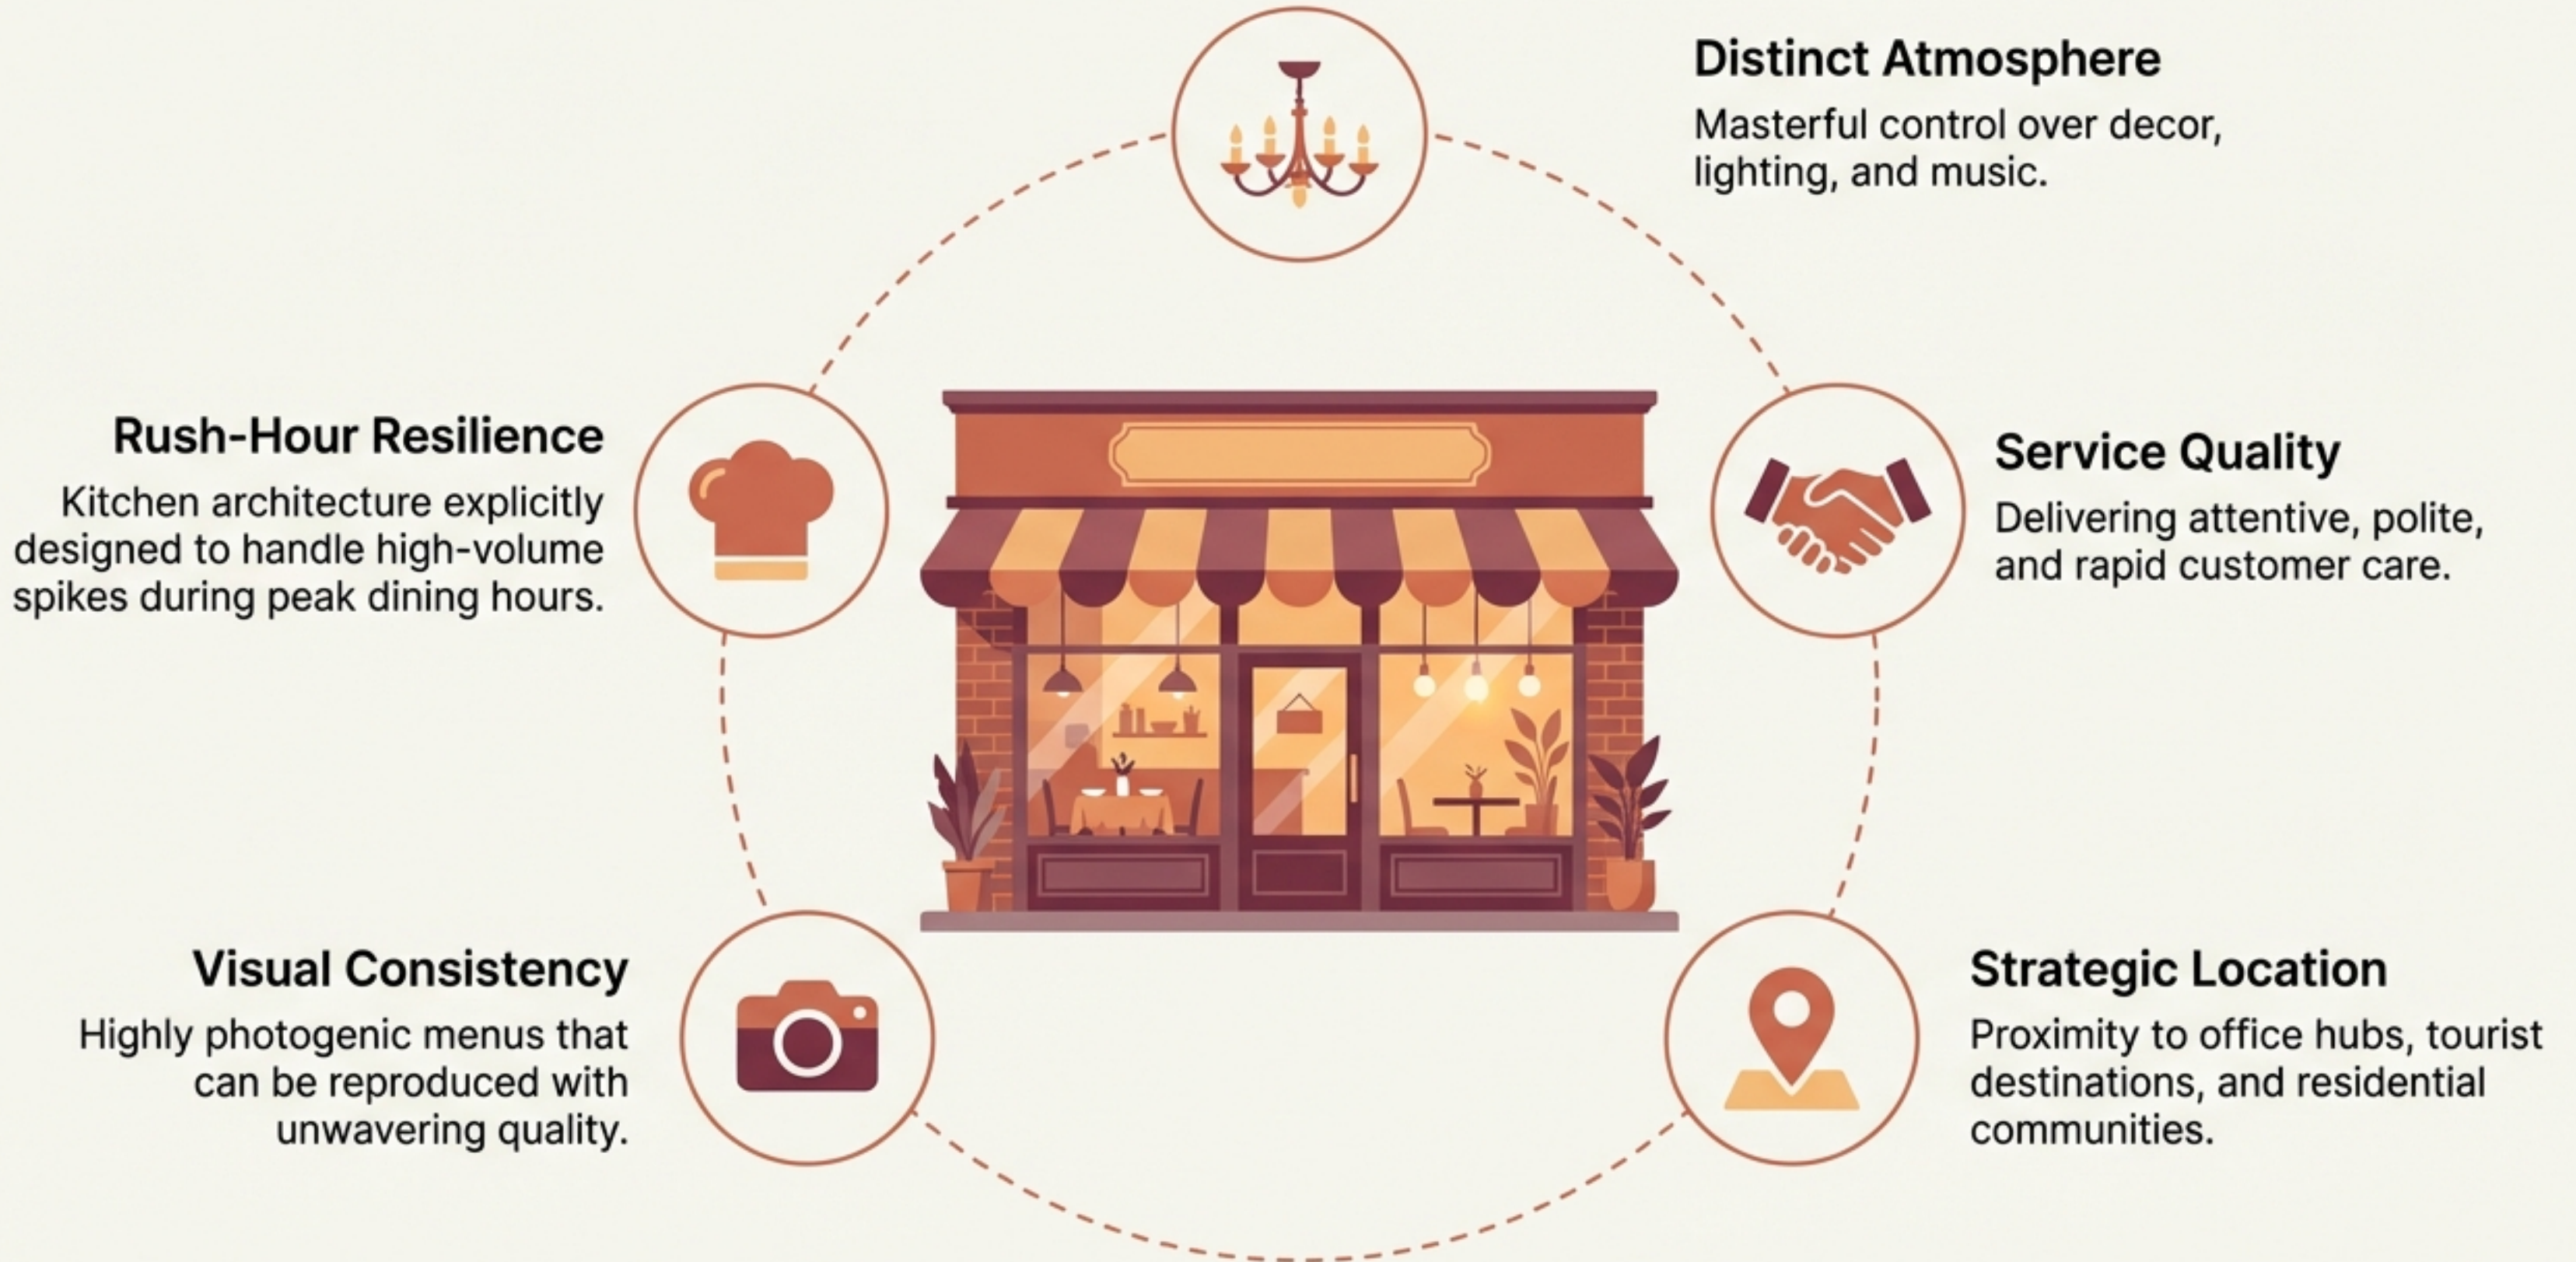 Distinct Atmosphere
Masterful control over decor,
lighting, and music.
Rush-Hour Resilience
Kitchen architecture explicitly
designed to handle high-volume
spikes during peak dining hours.
Service Quality
Delivering attentive, polite,
and rapid customer care.
Visual Consistency
Highly photogenic menus that
can be reproduced with
unwavering quality.
Strategic Location
Proximity to office hubs, tourist
destinations, and residential
communities.